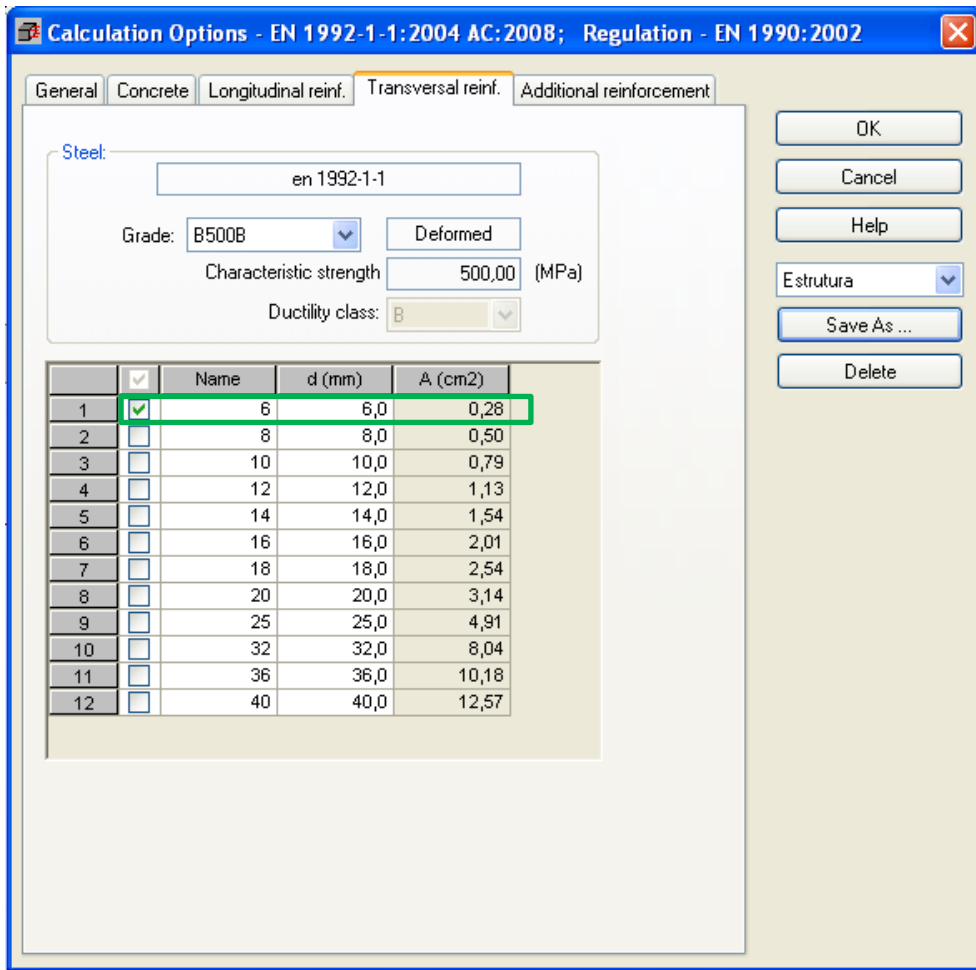 Calculation Options - EN 1992-1-1:2004 AC:2008; Regulation - EN 1990:2002
General Concrete Longitudinal reinf. Transversal reinf. Additional reinforcement
OK
Cancel
Help
Estrutura
Save As ...
Delete
Steel:
en 1992-1-1
Grade: B500B Deformed
Characteristic strength 500,00 (MPa)
Ductility class: B
Name d (mm) A (cm2)
1 6 6,0 0,28
2 8 8,0 0,50
3 10 10,0 0,79
4 12 12,0 1,13
5 14 14,0 1,54
6 16 16,0 2,01
7 18 18,0 2,54
8 20 20,0 3,14
9 25 25,0 4,91
10 32 32,0 8,04
11 36 36,0 10,18
12 40 40,0 12,57